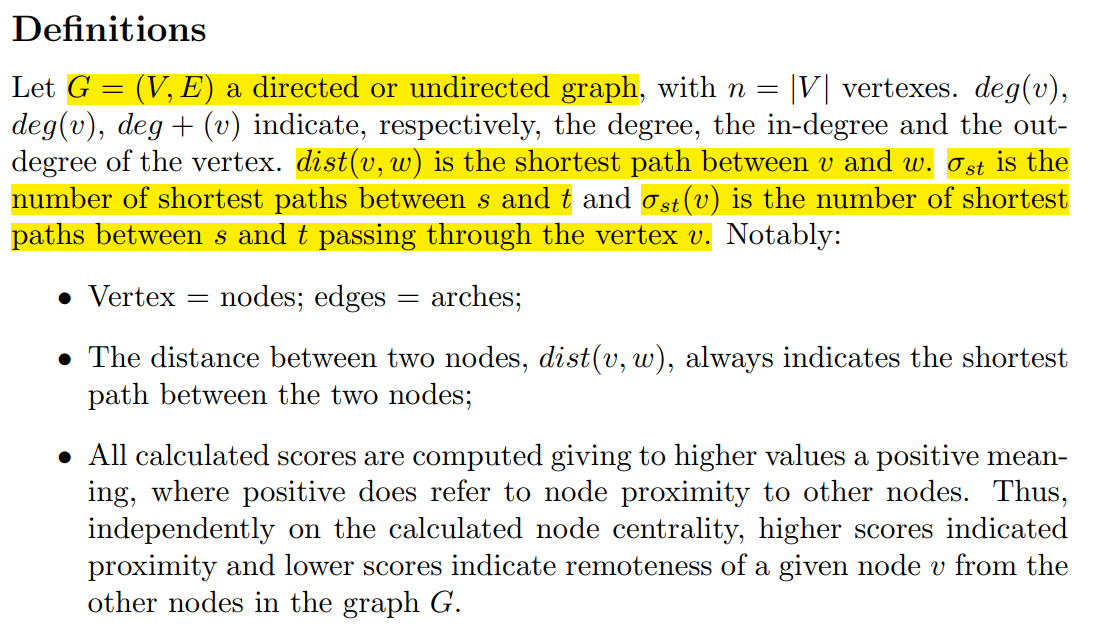 Definitions
Let G = (V, E) a directed or undirected graph, with n = |V| vertexes. deg(v),
deg(v), deg + (v) indicate, respectively, the degree, the in-degree and the out-
degree of the vertex. dist(v, w) is the shortest path between v and w. σst is the
number of shortest paths between s and t and σst(v) is the number of shortest
paths between s and t passing through the vertex v. Notably:
• Vertex = nodes; edges = arches;
• The distance between two nodes, dist(v, w), always indicates the shortest
path between the two nodes;
• All calculated scores are computed giving to higher values a positive mean-
ing, where positive does refer to node proximity to other nodes. Thus,
independently on the calculated node centrality, higher scores indicated
proximity and lower scores indicate remoteness of a given node v from the
other nodes in the graph G.